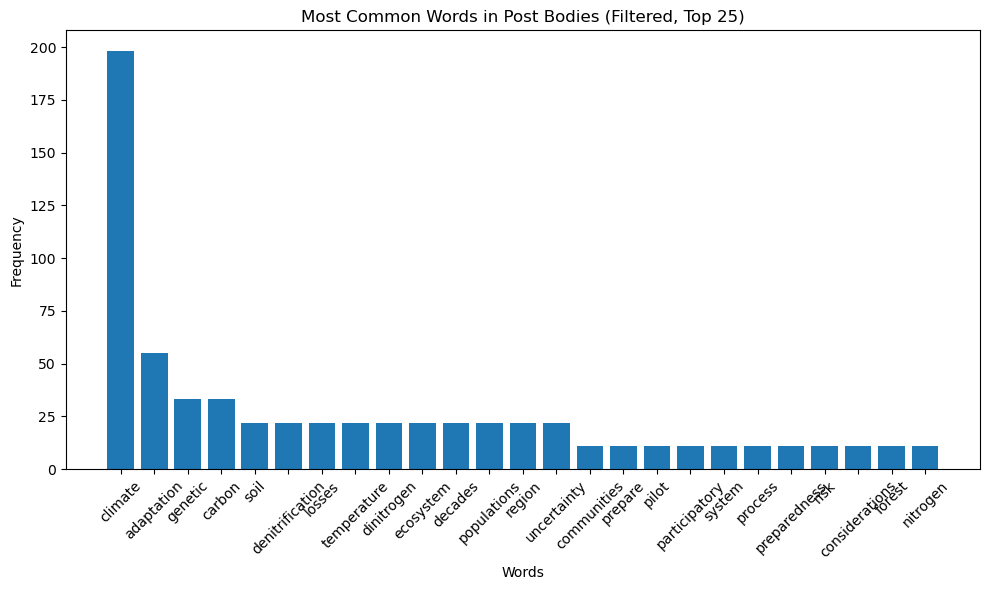 Most Common Words in Post Bodies (Filtered, Top 25)
200
175
150
125
100
75
50
25
0
Frequency
climate
adaptation
genetic
carbon
soil
denitrification
losses
temperature
dinitrogen
ecosystem
decades
populations
region
uncertainty
communities
prepare
pilot
participatory
system
process
preparedness
risk
considerations
forest
nitrogen
Words